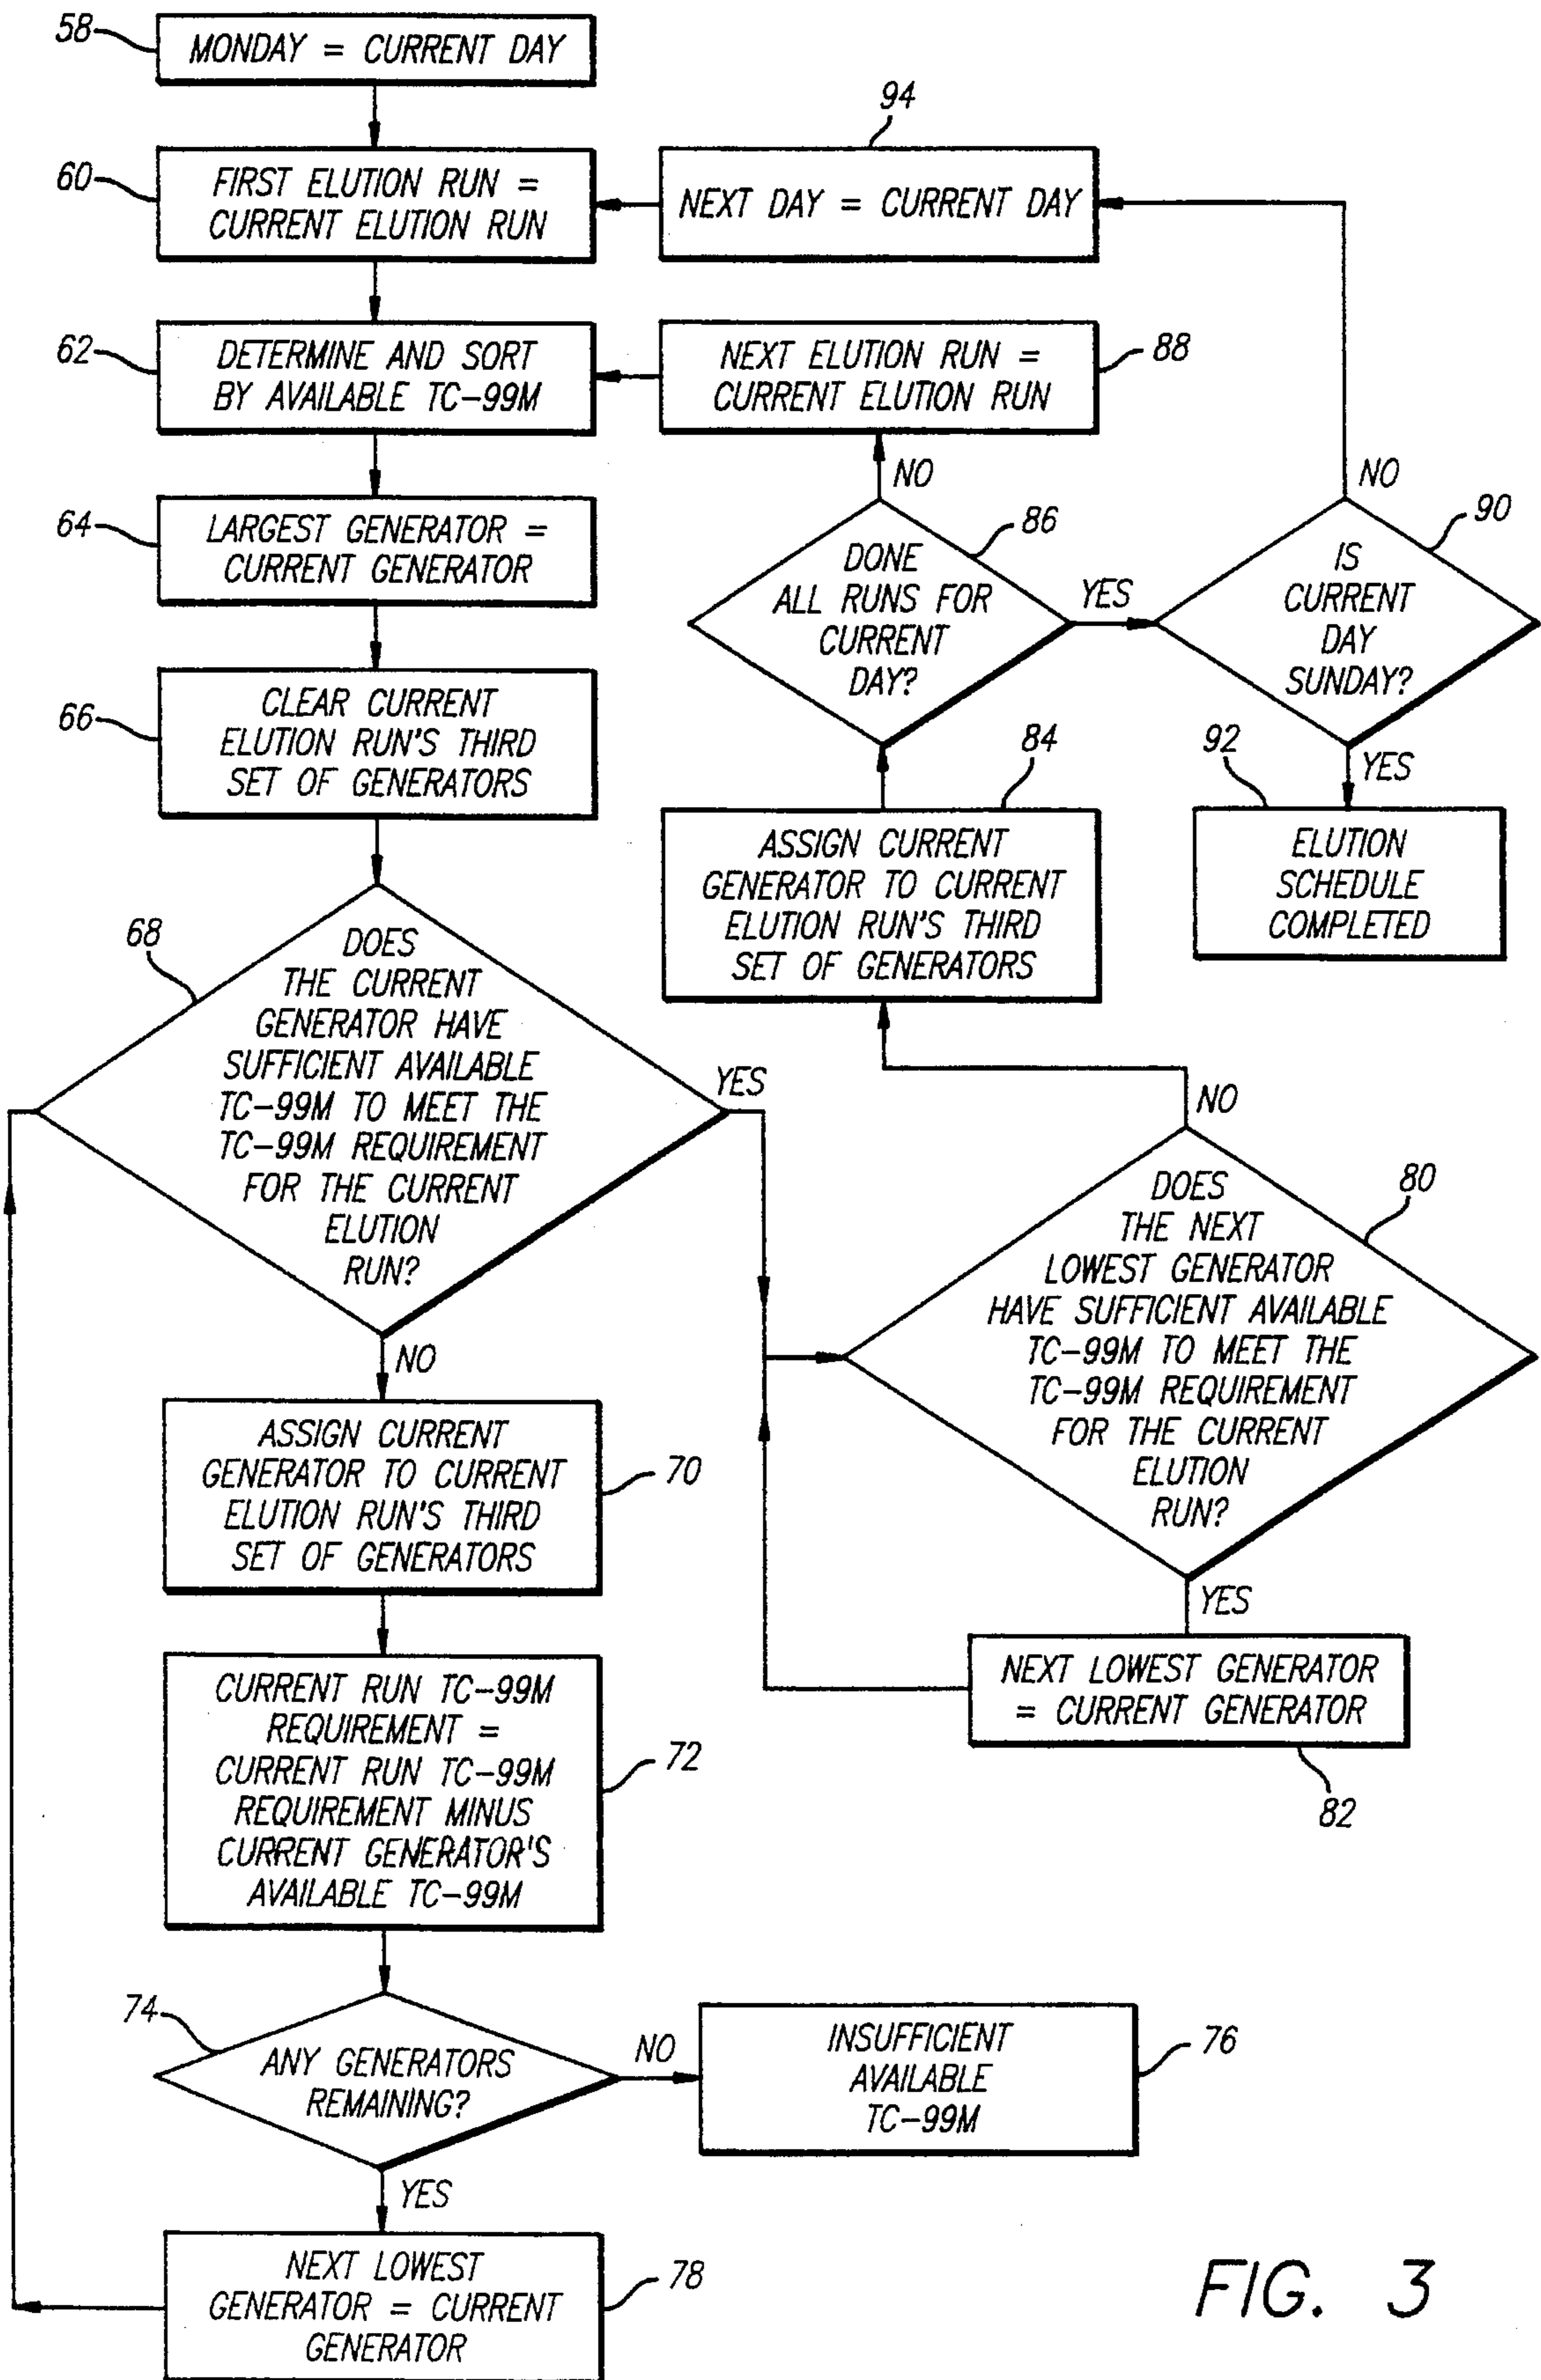 58
MONDAY = CURRENT DAY
94
60
FIRST ELUTION RUN =
CURRENT ELUTION RUN
NEXT DAY = CURRENT DAY
62
DETERMINE AND SORT
BY AVAILABLE TC-99M
NEXT ELUTION RUN =
CURRENT ELUTION RUN
88
NO
NO
64
LARGEST GENERATOR =
CURRENT GENERATOR
86
DONE
ALL RUNS FOR
CURRENT
DAY?
YES
90
IS
CURRENT
DAY
SUNDAY?
66
CLEAR CURRENT
ELUTION RUN'S THIRD
SET OF GENERATORS
84
92
YES
ASSIGN CURRENT
GENERATOR TO CURRENT
ELUTION RUN'S THIRD
SET OF GENERATORS
ELUTION
SCHEDULE
COMPLETED
68
DOES
THE CURRENT
GENERATOR HAVE
SUFFICIENT AVAILABLE
TC-99M TO MEET THE
TC-99M REQUIREMENT
FOR THE CURRENT
ELUTION
RUN?
YES
NO
80
DOES
THE NEXT
LOWEST GENERATOR
HAVE SUFFICIENT AVAILABLE
TC-99M TO MEET THE
TC-99M REQUIREMENT
FOR THE CURRENT
ELUTION
RUN?
NO
ASSIGN CURRENT
GENERATOR TO CURRENT
ELUTION RUN'S THIRD
SET OF GENERATORS
70
YES
NEXT LOWEST GENERATOR
= CURRENT GENERATOR
82
CURRENT RUN TC-99M
REQUIREMENT =
CURRENT RUN TC-99M
REQUIREMENT MINUS
CURRENT GENERATOR'S
AVAILABLE TC-99M
72
74
ANY GENERATORS
REMAINING?
NO
INSUFFICIENT
AVAILABLE
TC-99M
76
YES
NEXT LOWEST
GENERATOR = CURRENT
GENERATOR
78
FIG. 3